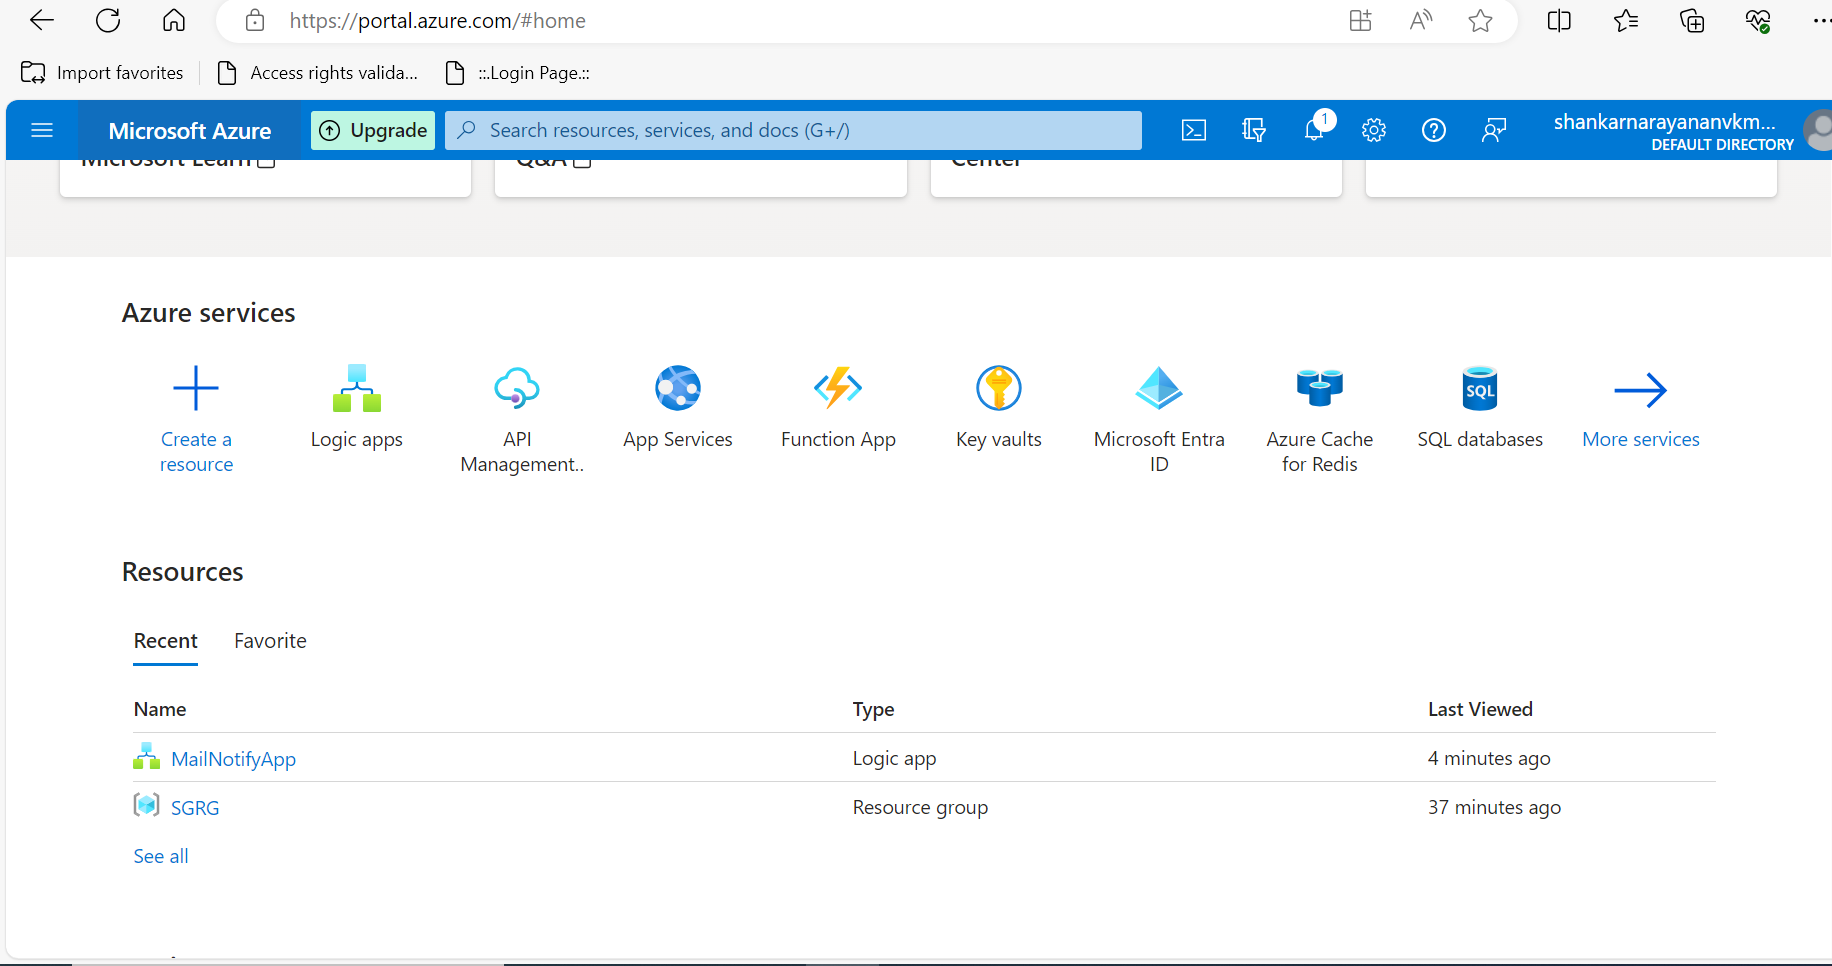 https://portal.azure.com/#home
Import favorites
Access rights valida...
::.Login Page.::
Microsoft Azure
Upgrade
Search resources, services, and docs (G+/)
1
shankarnarayananvkm...
DEFAULT DIRECTORY
Microsoft Learn
Q&A
Center
Azure services
Create a
resource
Logic apps
API
Management..
App Services
Function App
Key vaults
Microsoft Entra
ID
Azure Cache
for Redis
SQL
SQL databases
More services
Resources
Recent
Favorite
Name
Type
Last Viewed
MailNotifyApp
Logic app
4 minutes ago
SGRG
Resource group
37 minutes ago
See all